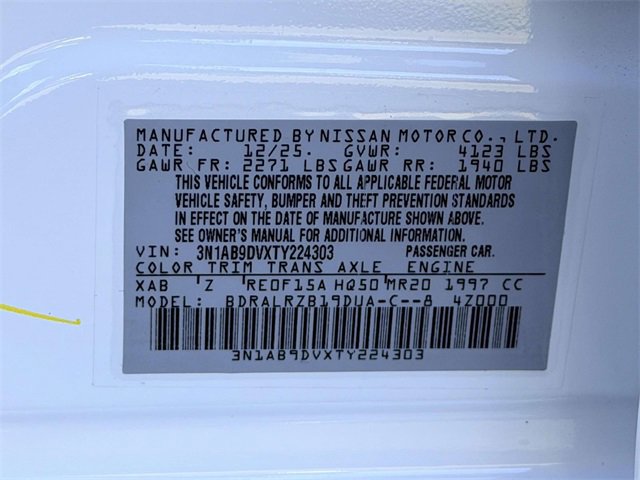 MANUFACTURED BY NISSAN MOTOR CO., LTD.
DATE: 12/25. GVWR: 4123 LBS
GAWR FR: 2271 LBS GAWR RR: 1940 LBS
THIS VEHICLE CONFORMS TO ALL APPLICABLE FEDERAL MOTOR
VEHICLE SAFETY, BUMPER AND THEFT PREVENTION STANDARDS
IN EFFECT ON THE DATE OF MANUFACTURE SHOWN ABOVE.
SEE OWNER'S MANUAL FOR ADDITIONAL INFORMATION.
VIN: 3N1AB9DVXTY224303 PASSENGER CAR.
COLOR TRIM TRANS AXLE ENGINE
XAB Z RE0F15A HQ50 MR20 1997 CC
MODEL: BDRALRZB19DUA-C--8 4Z000
3N1AB9DVXTY224303